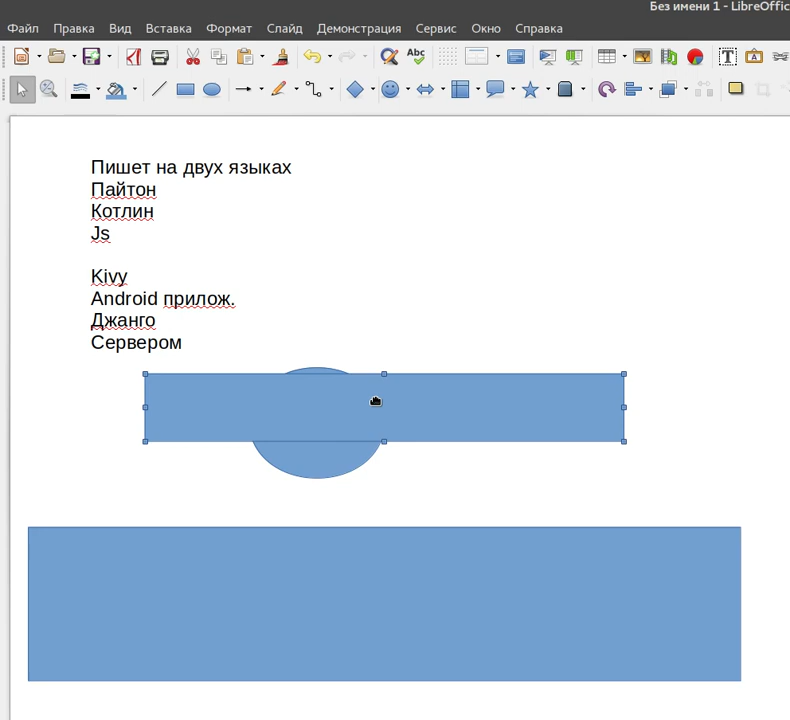 Без имени 1 - LibreOffic
Файл Правка Вид Вставка Формат Слайд Демонстрация Сервис Окно Справка
Abc
T A
Пишет на двух языках
Пайтон
Котлин
Js
Kivy
Android прилож.
Джанго
Сервером